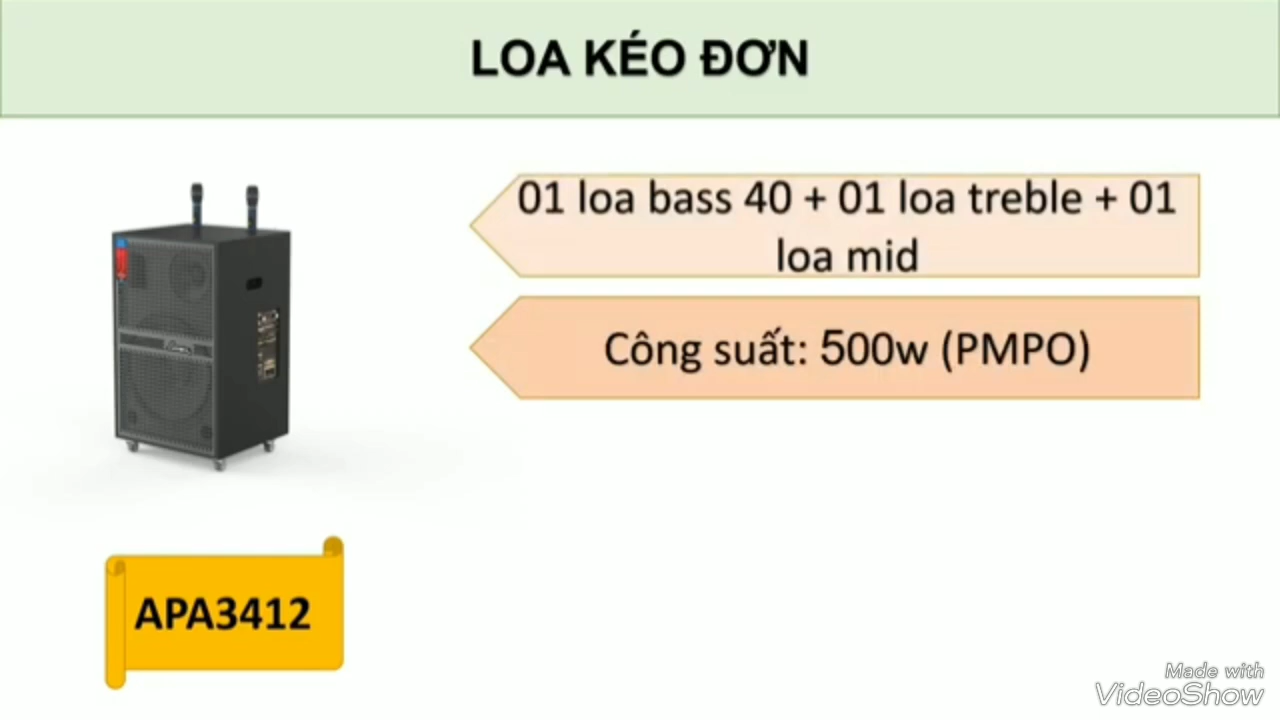 LOA KÉO ĐƠN
01 loa bass 40 + 01 loa treble + 01
loa mid
Công suất: 500w (PMPO)
APA3412
Made with
VideoShow